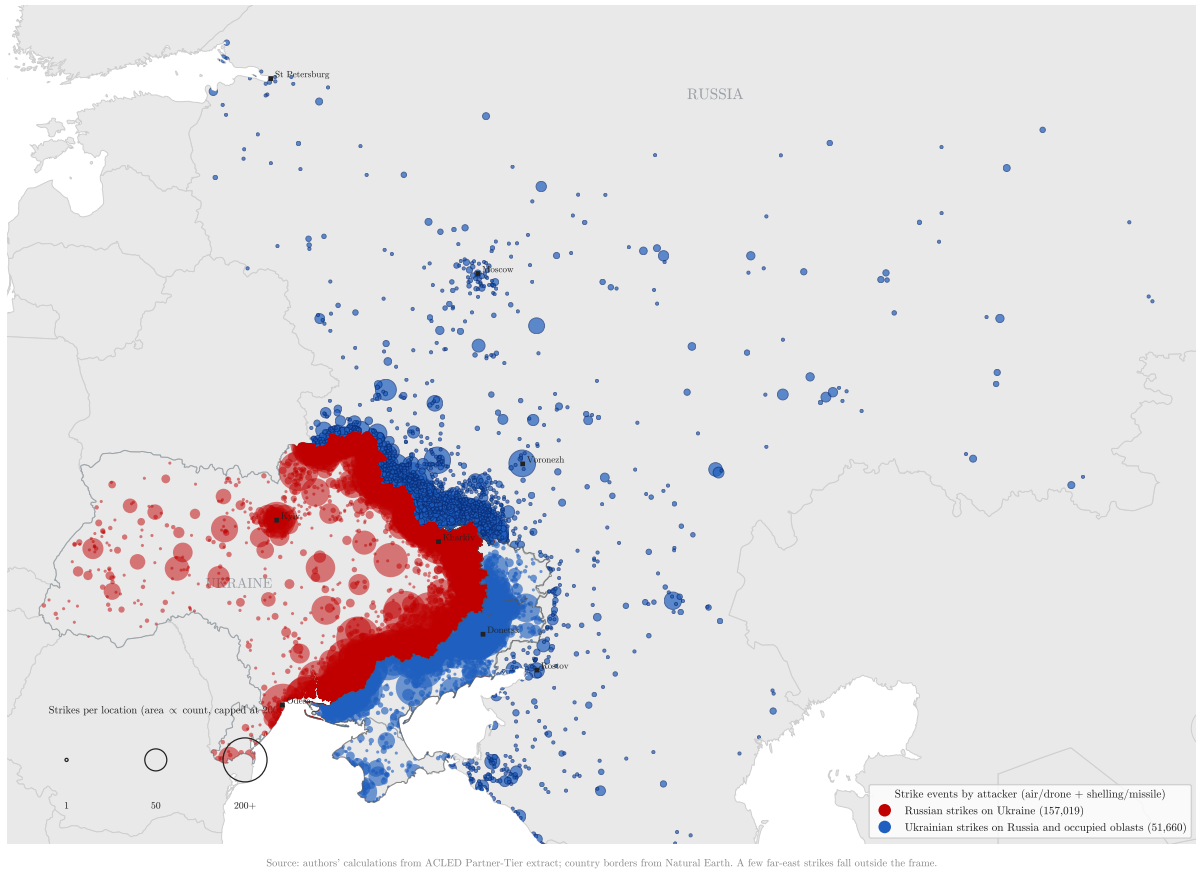 St Petersburg
RUSSIA
Moscow
Voronezh
Kyiv
Kharkiv
UKRAINE
Donetsk
Rostov
Odesa
Strikes per location (area ∝ count, capped at 200)
1
50
200+
Strike events by attacker (air/drone + shelling/missile)
Russian strikes on Ukraine (157,019)
Ukrainian strikes on Russia and occupied oblasts (51,660)
Source: authors' calculations from ACLED Partner-Tier extract; country borders from Natural Earth. A few far-east strikes fall outside the frame.